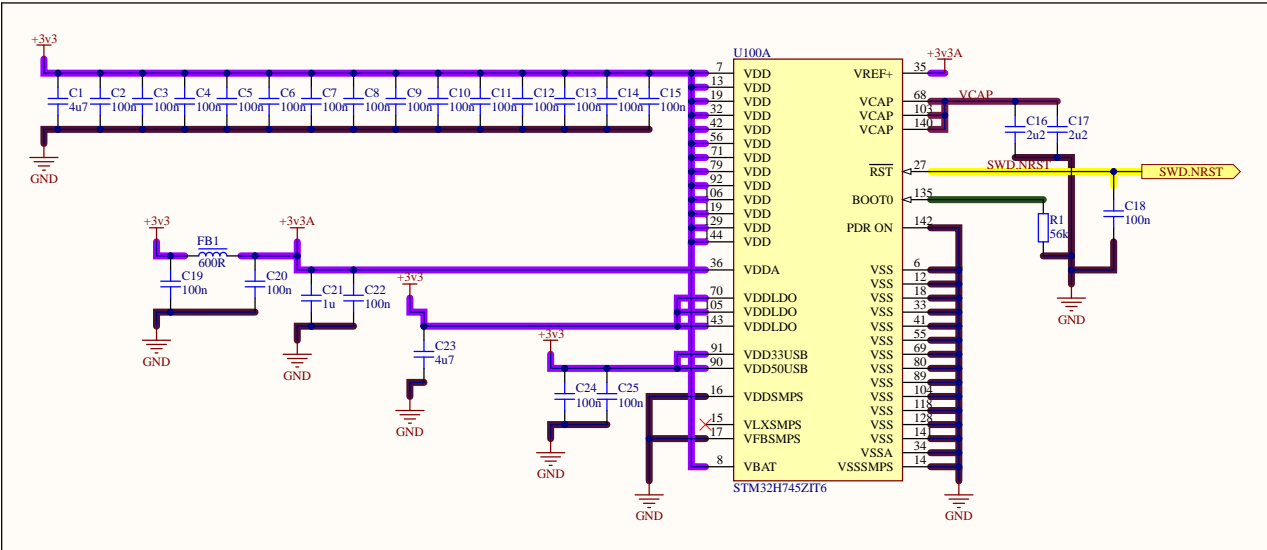 +3v3
C1
4u7
C2
100n
C3
100n
C4
100n
C5
100n
C6
100n
C7
100n
C8
100n
C9
100n
C10
100n
C11
100n
C12
100n
C13
100n
C14
100n
C15
100n
GND
+3v3
FB1
600R
+3v3A
C19
100n
C20
100n
C21
1u
C22
100n
GND
GND
+3v3
C23
4u7
GND
+3v3
C24
100n
C25
100n
GND
GND
U100A
7 VDD
13 VDD
19 VDD
32 VDD
42 VDD
56 VDD
71 VDD
79 VDD
92 VDD
06 VDD
19 VDD
29 VDD
44 VDD
36 VDDA
70 VDDLDO
05 VDDLDO
143 VDDLDO
91 VDD33USB
90 VDD50USB
16 VDDSMPS
15 VLXSMPS
17 VFBSMPS
8 VBAT
VREF+ 35
VCAP 68
VCAP 103
VCAP 140
RST 27
BOOT0 135
PDR ON 142
VSS 6
VSS 12
VSS 18
VSS 33
VSS 41
VSS 55
VSS 69
VSS 80
VSS 89
VSS 104
VSS 118
VSS 128
VSS 14
VSSA 34
VSSSMPS 14
STM32H745ZIT6
+3v3A
VCAP
C16
2u2
C17
2u2
SWD.NRST
SWD.NRST
R1
56k
C18
100n
GND
GND